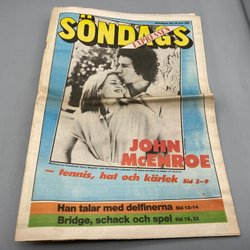 SÖNDAGS
EXPRESSEN
JOHN
McENROE
— tennis, hat och kärlek Sid 3–9
Han talar med delfinerna Sid 12-14
Bridge, schack och spel Sid 19, 23